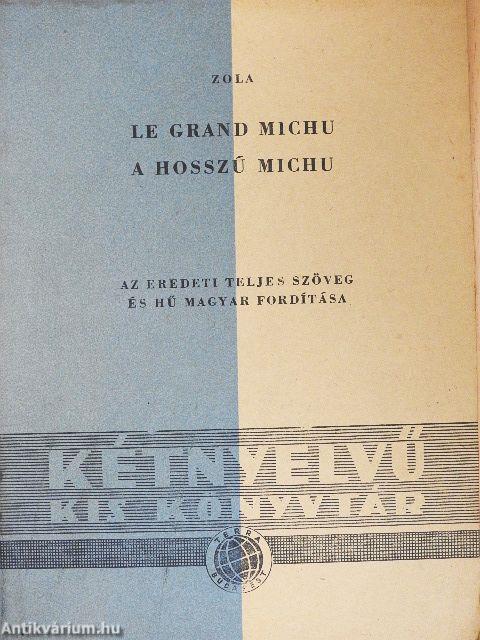 ZOLA
LE GRAND MICHU
A HOSSZÚ MICHU
AZ EREDETI TELJES SZÖVEG
ÉS HŰ MAGYAR FORDÍTÁSA
KÉTNYELVŰ
KIS KÖNYVTÁR
TERRA
BUDAPEST
Antikvárium.hu